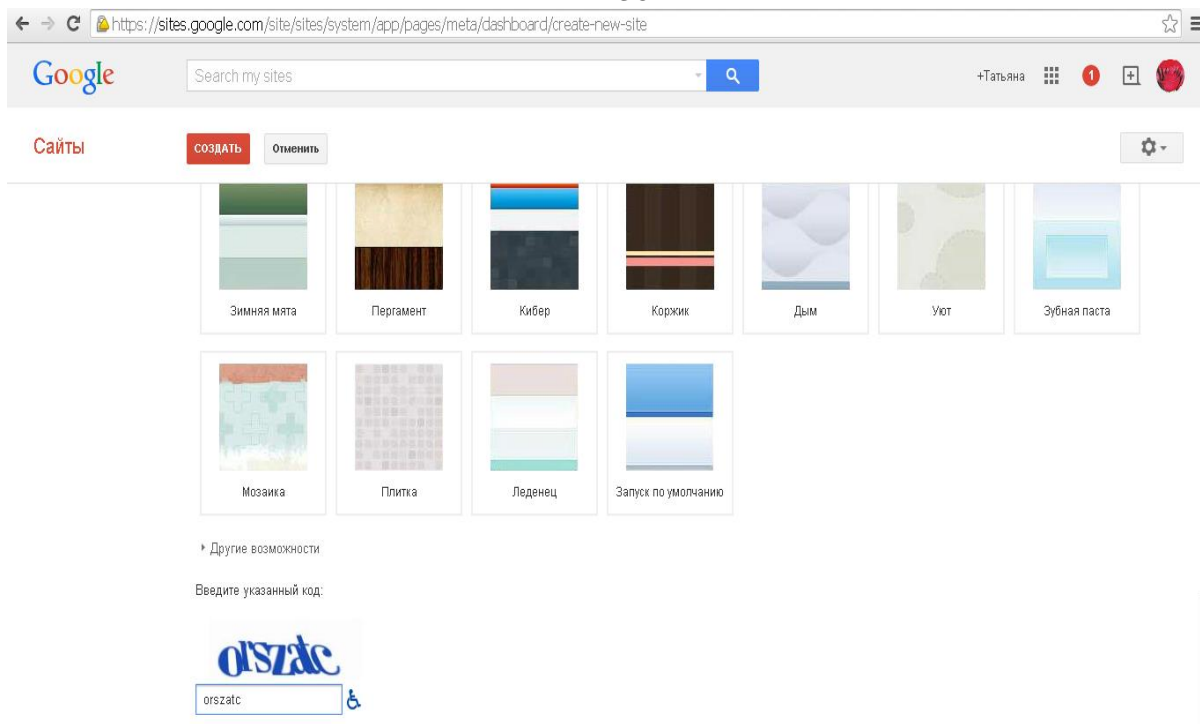 https://sites.google.com/site/sites/system/app/pages/meta/dashboard/create-new-site
Google Search my sites +Татьяна 1
Сайты СОЗДАТЬ Отменить
Зимняя мята Пергамент Кибер Коржик Дым Уют Зубная паста
Мозаика Плитка Леденец Запуск по умолчанию
Другие возможности
Введите указанный код:
orszatc
orszatc